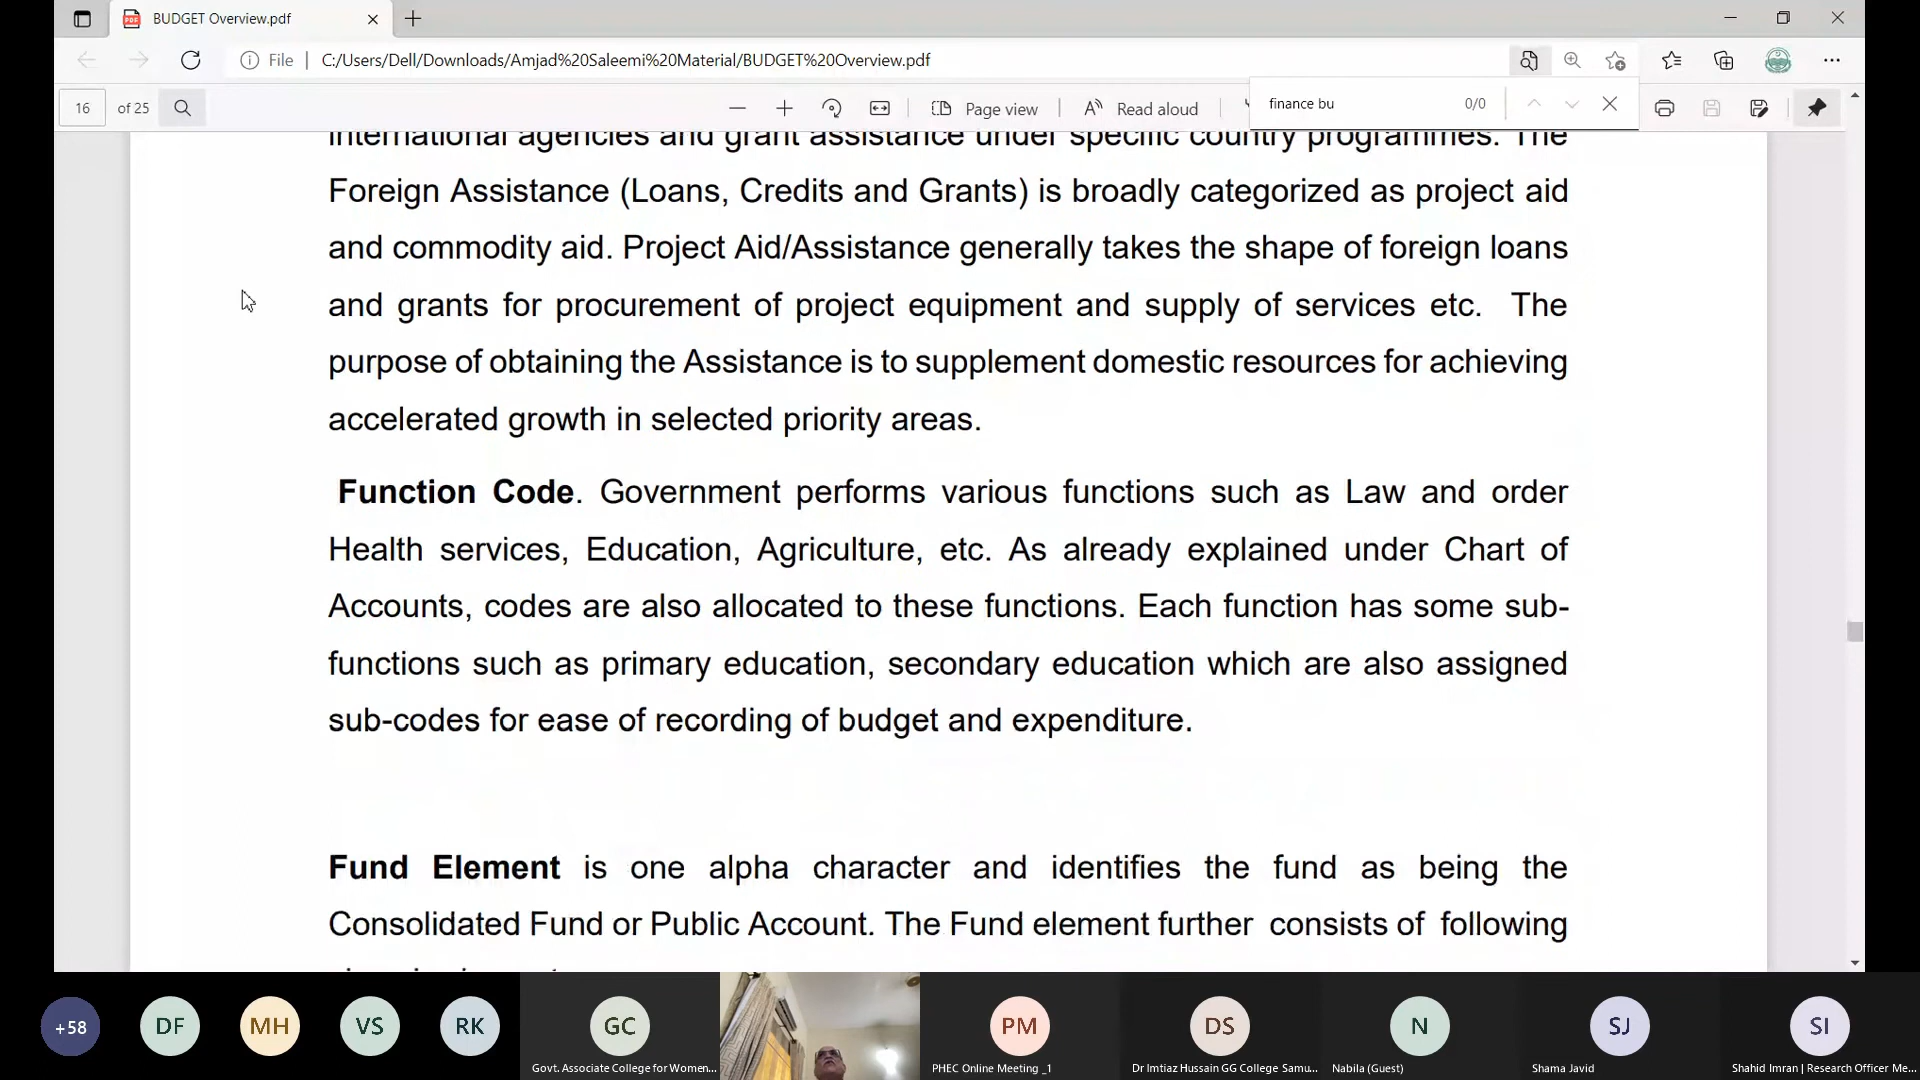 BUDGET Overview.pdf
File | C:/Users/Dell/Downloads/Amjad%20Saleemi%20Material/BUDGET%20Overview.pdf
16 of 25 Page view Read aloud finance bu 0/0
International agencies and grant assistance under specific country programmes. The
Foreign Assistance (Loans, Credits and Grants) is broadly categorized as project aid
and commodity aid. Project Aid/Assistance generally takes the shape of foreign loans
and grants for procurement of project equipment and supply of services etc. The
purpose of obtaining the Assistance is to supplement domestic resources for achieving
accelerated growth in selected priority areas.
Function Code. Government performs various functions such as Law and order
Health services, Education, Agriculture, etc. As already explained under Chart of
Accounts, codes are also allocated to these functions. Each function has some sub-
functions such as primary education, secondary education which are also assigned
sub-codes for ease of recording of budget and expenditure.
Fund Element is one alpha character and identifies the fund as being the
Consolidated Fund or Public Account. The Fund element further consists of following
+58 DF MH VS RK GC PM DS N SJ SI
Govt. Associate College for Women... PHEC Online Meeting _1 Dr Imtiaz Hussain GG College Samu... Nabila (Guest) Shama Javid Shahid Imran | Research Officer Me...